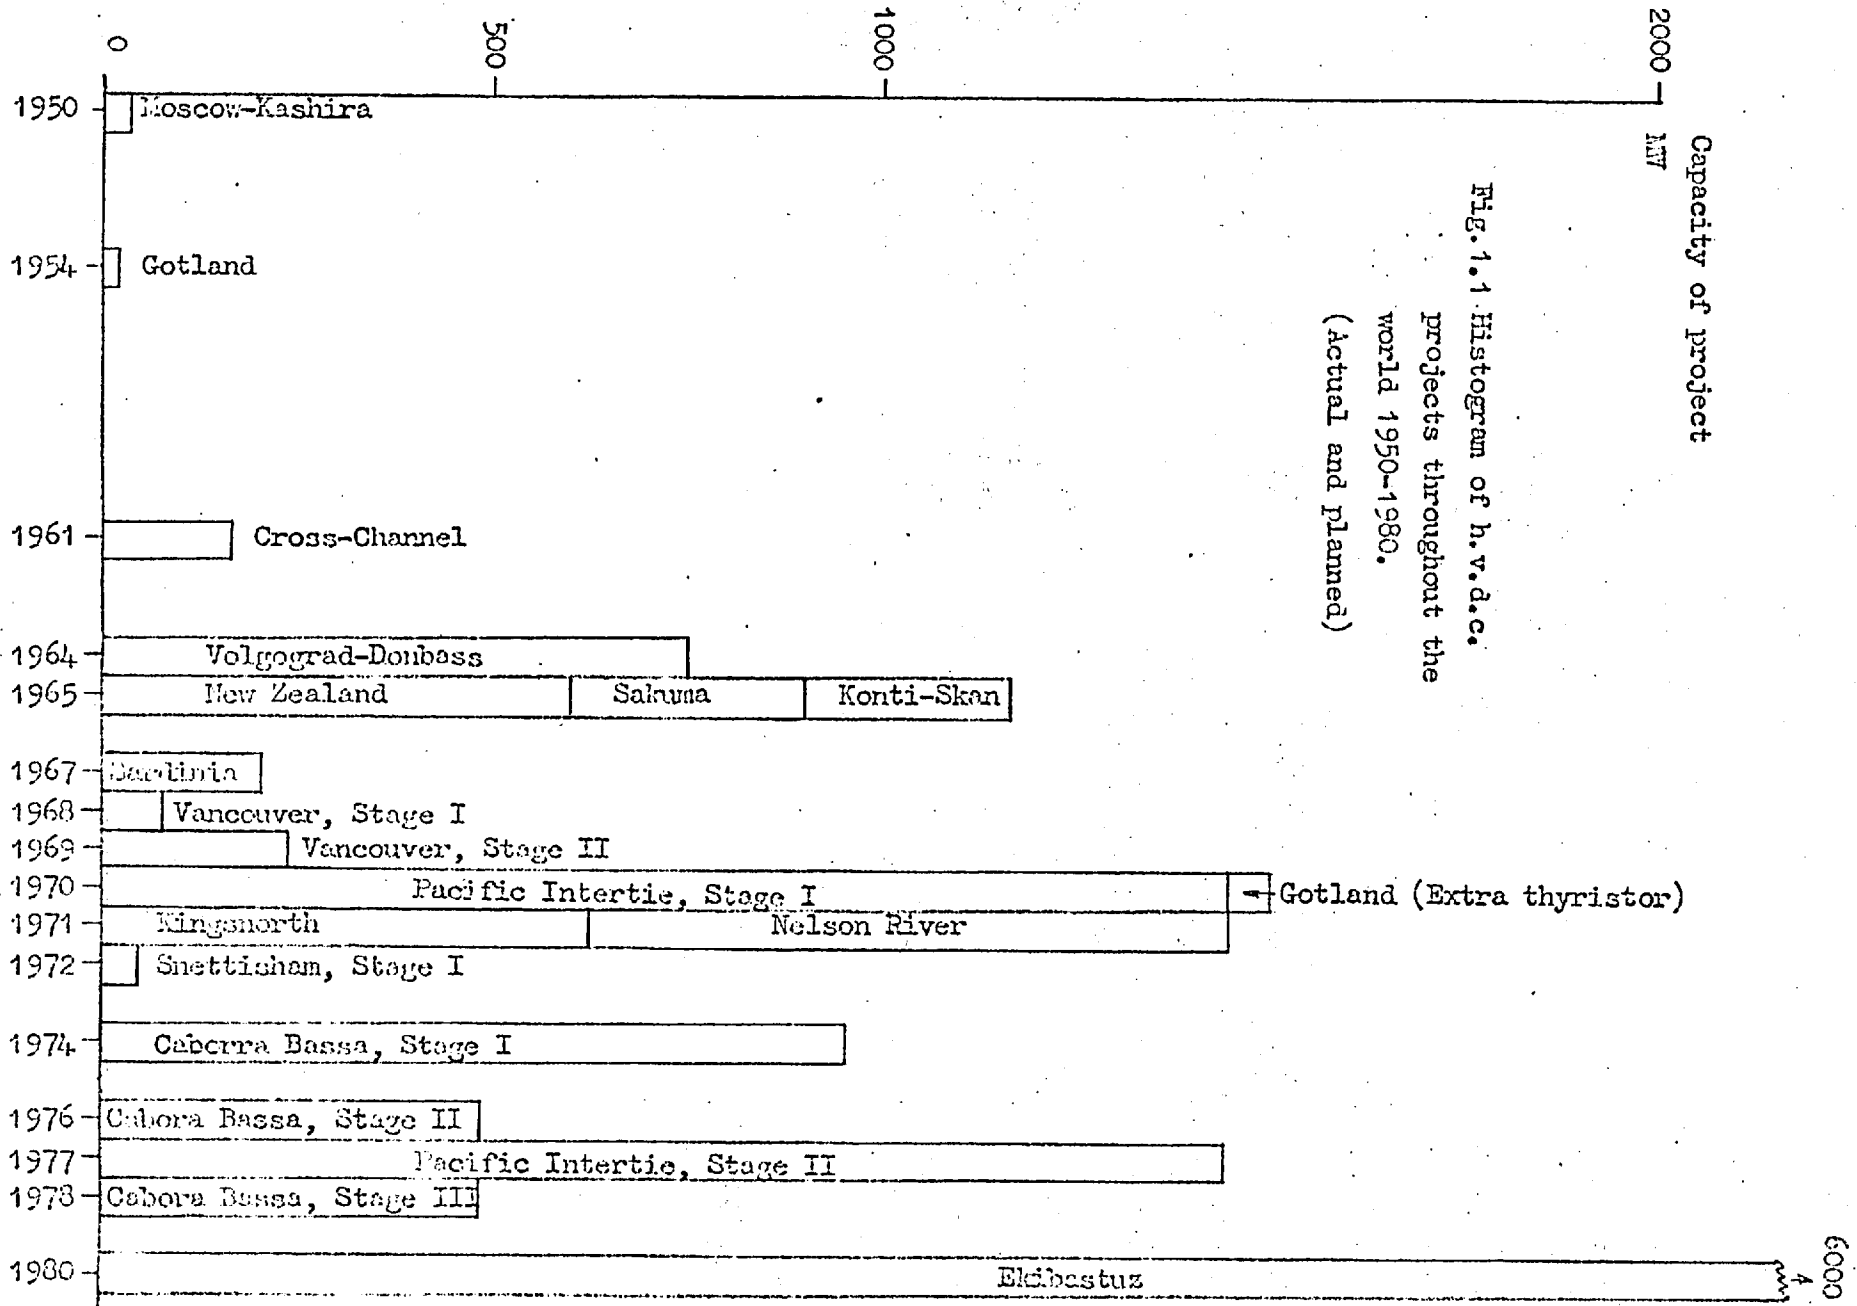 0
500
1000
2000
MW
Capacity of project
Fig.1.1 Histogram of h.v.d.c.
projects throughout the
world 1950-1980.
(Actual and planned)
1950 Moscow-Kashira
1954 Gotland
1961 Cross-Channel
1964 Volgograd-Donbass
1965 New Zealand Sakuma Konti-Skan
1967 Sardinia
1968 Vancouver, Stage I
1969 Vancouver, Stage II
1970 Pacific Intertie, Stage I Gotland (Extra thyristor)
1971 Kingsnorth Nelson River
1972 Snettisham, Stage I
1974 Caborra Bassa, Stage I
1976 Cabora Bassa, Stage II
1977 Pacific Intertie, Stage II
1978 Cabora Bassa, Stage III
1980 Ekibastuz
6000